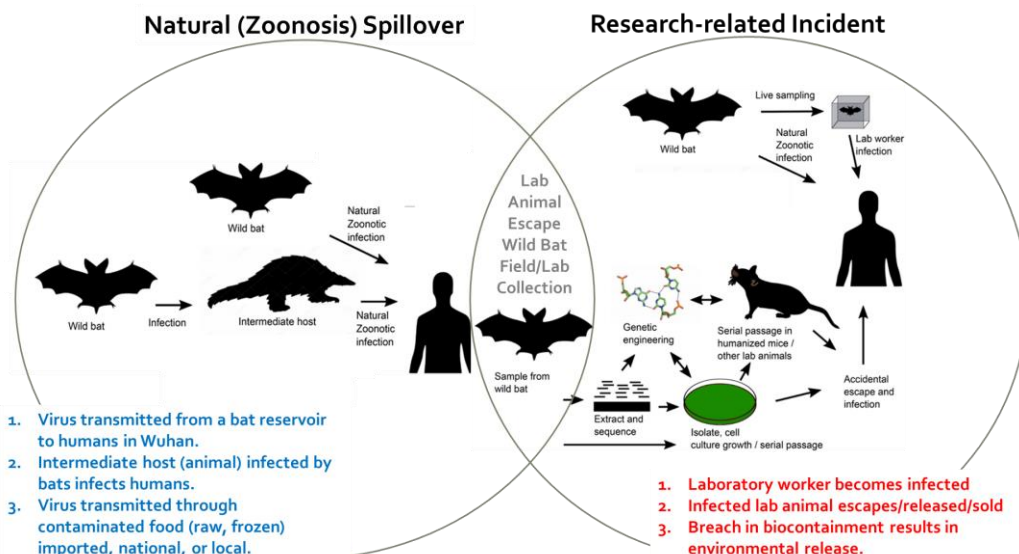 Natural (Zoonosis) Spillover
Research-related Incident
Wild bat
Natural
Zoonotic
infection
Wild bat
Infection
Intermediate host
Natural
Zoonotic
infection
1. Virus transmitted from a bat reservoir
to humans in Wuhan.
2. Intermediate host (animal) infected by
bats infects humans.
3. Virus transmitted through
contaminated food (raw, frozen)
imported, national, or local.
Lab
Animal
Escape
Wild Bat
Field/Lab
Collection
Sample from
wild bat
Live sampling
Wild bat
Natural
Zoonotic
infection
Lab worker
infection
Genetic
engineering
Serial passage in
humanized mice /
other lab animals
Extract and
sequence
Isolate, cell
culture growth / serial passage
Accidental
escape and
infection
1. Laboratory worker becomes infected
2. Infected lab animal escapes/released/sold
3. Breach in biocontainment results in
environmental release.